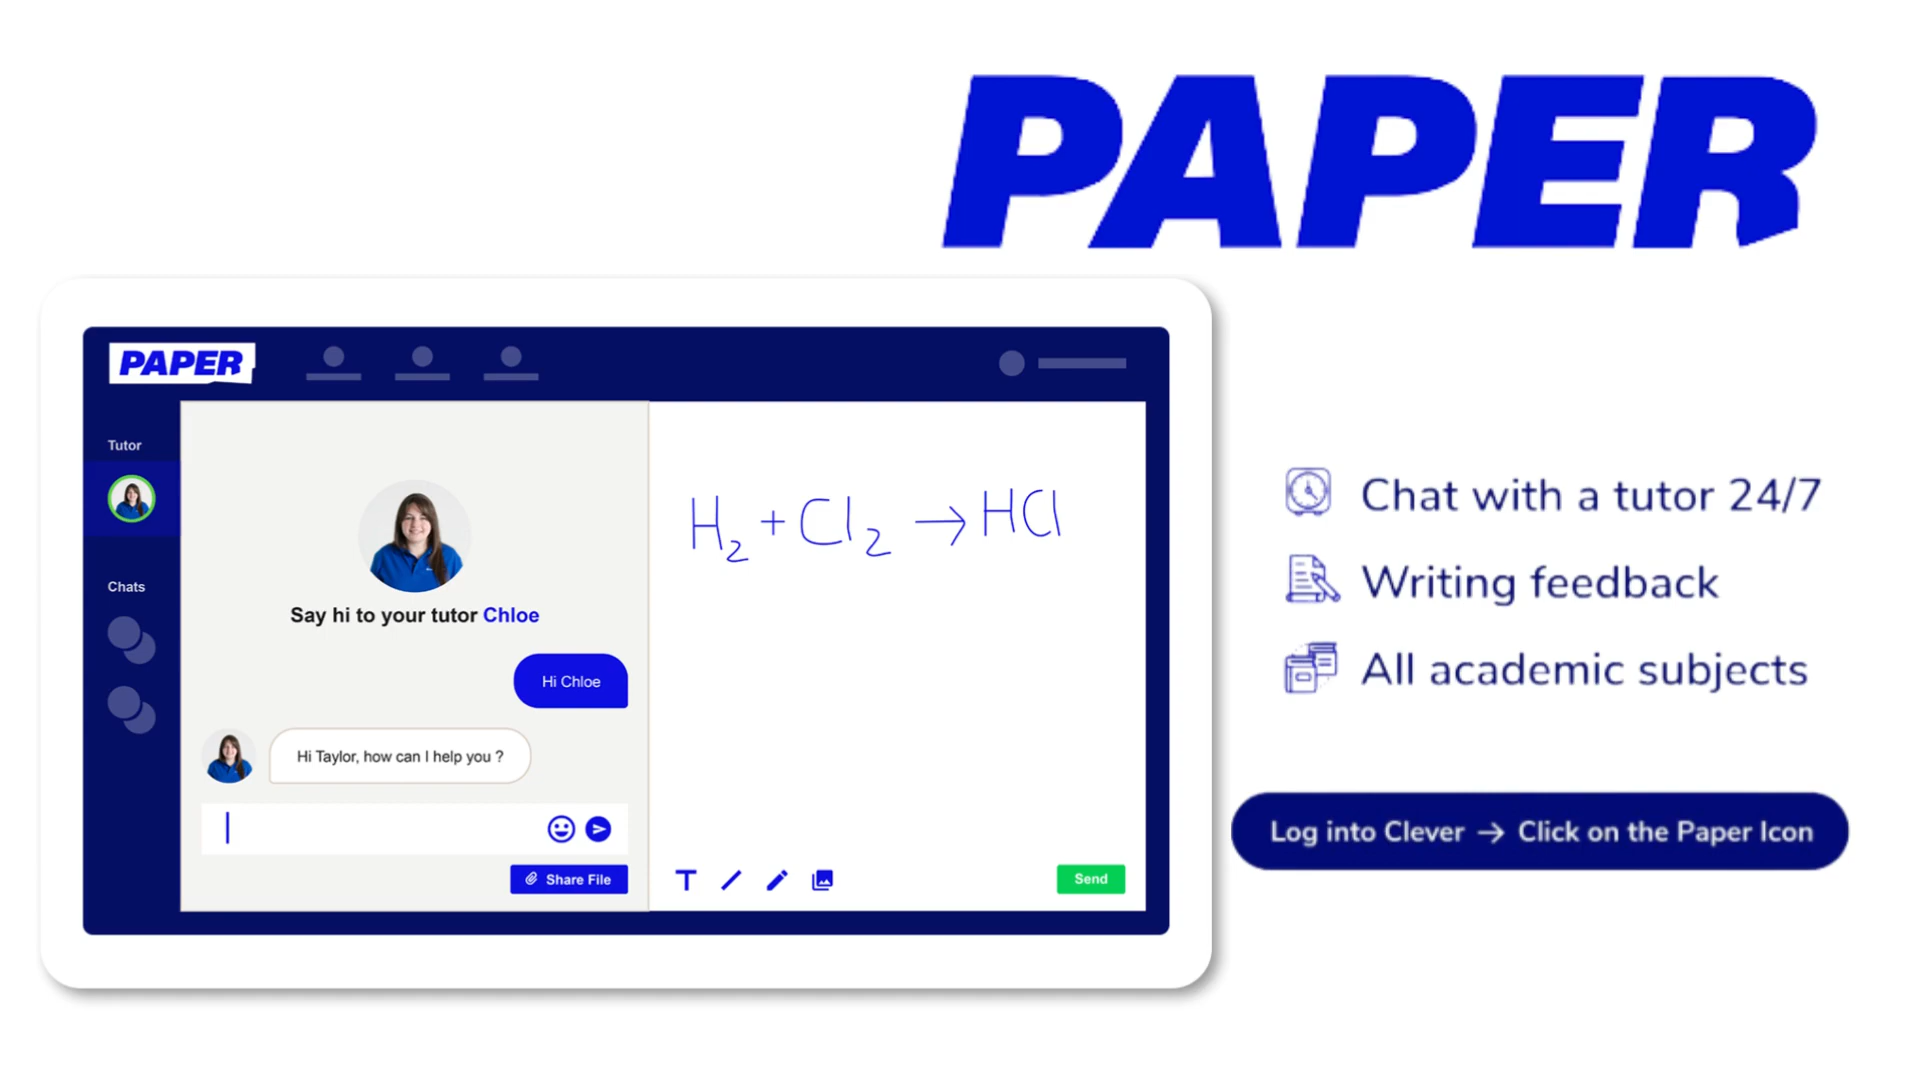 PAPER
PAPER
Tutor
Chats
Say hi to your tutor Chloe
Hi Chloe
Hi Taylor, how can I help you ?
Share File
H₂ + Cl₂ → HCl
T
Send
Chat with a tutor 24/7
Writing feedback
All academic subjects
Log into Clever → Click on the Paper Icon